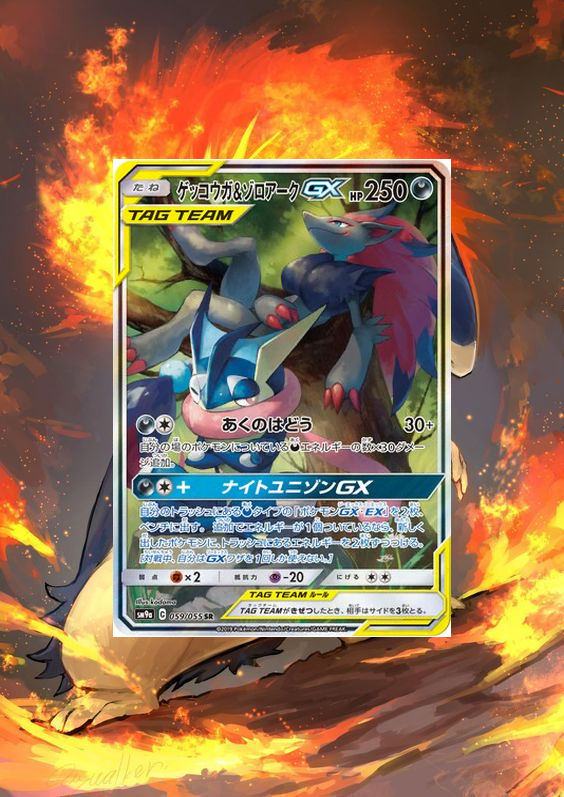 たね ゲッコウガ&ゾロアークGX HP250
TAG TEAM
あくのはどう 30+
自分の場のポケモンについているエネルギーの数×30ダメー
ジ追加。
+ ナイトユニゾンGX
自分のトラッシュにあるタイプの「ポケモンGX・EX」を2枚、
ベンチに出す。追加でエネルギーが1個ついているなら、新しく
出したポケモンに、トラッシュにあるエネルギーを2枚ずつつける。
[対戦中、自分はGXワザを1回しか使えない。]
弱点 ×2 抵抗力 -20 にげる
TAG TEAM ルール
TAG TEAMがきぜつしたとき、相手はサイドを3枚とる。
Illus. kodama
sm9a C 059/055 SR
©2019 Pokémon/Nintendo/Creatures/GAME FREAK.